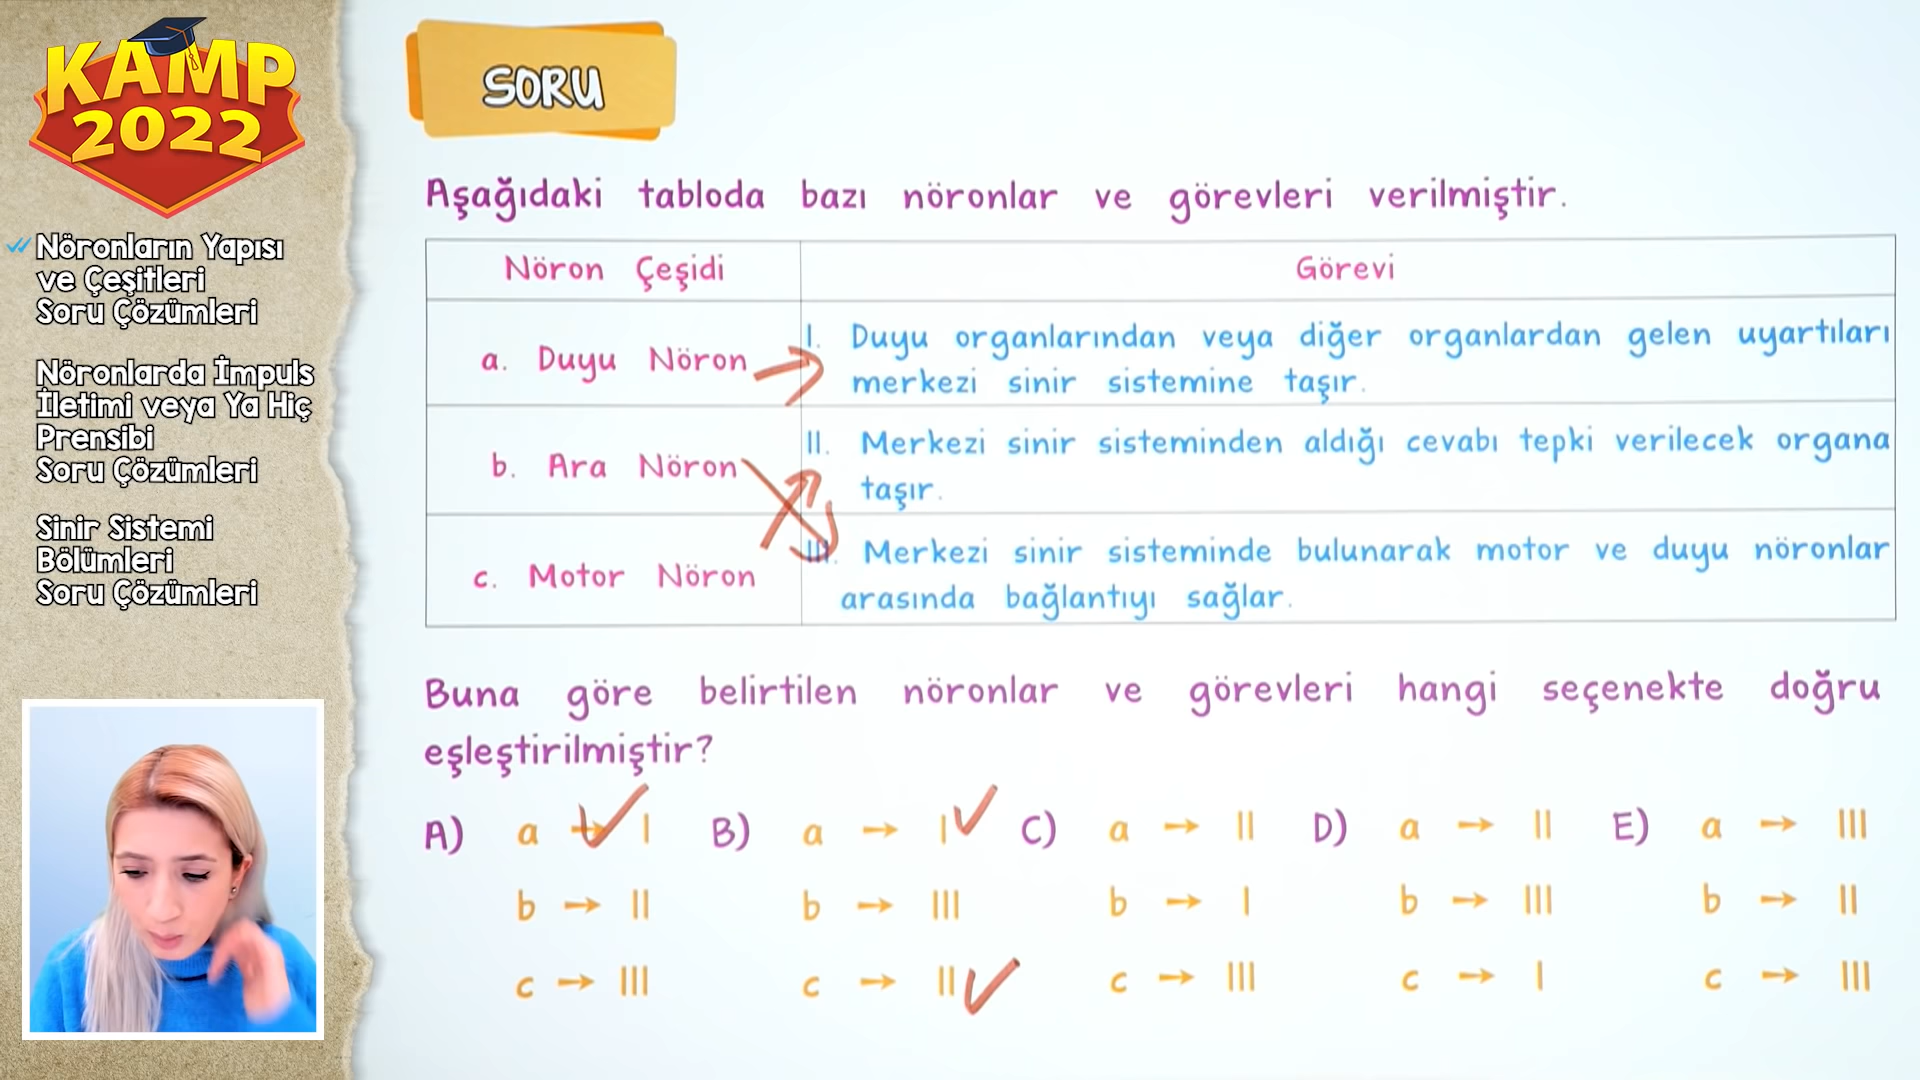 KAMP
2022
Nöronların Yapısı
ve Çeşitleri
Soru Çözümleri
Nöronlarda İmpuls
İletimi veya Ya Hiç
Prensibi
Soru Çözümleri
Sinir Sistemi
Bölümleri
Soru Çözümleri
SORU
Aşağıdaki tabloda bazı nöronlar ve görevleri verilmiştir.
Nöron Çeşidi Görevi
a. Duyu Nöron
I. Duyu organlarından veya diğer organlardan gelen uyartıları
merkezi sinir sistemine taşır.
b. Ara Nöron
II. Merkezi sinir sisteminden aldığı cevabı tepki verilecek organa
taşır.
c. Motor Nöron
III. Merkezi sinir sisteminde bulunarak motor ve duyu nöronlar
arasında bağlantıyı sağlar.
Buna göre belirtilen nöronlar ve görevleri hangi seçenekte doğru
eşleştirilmiştir?
A) a → I B) a → I C) a → II D) a → II E) a → III
b → II b → III b → I b → III b → II
c → III c → II c → III c → I c → III